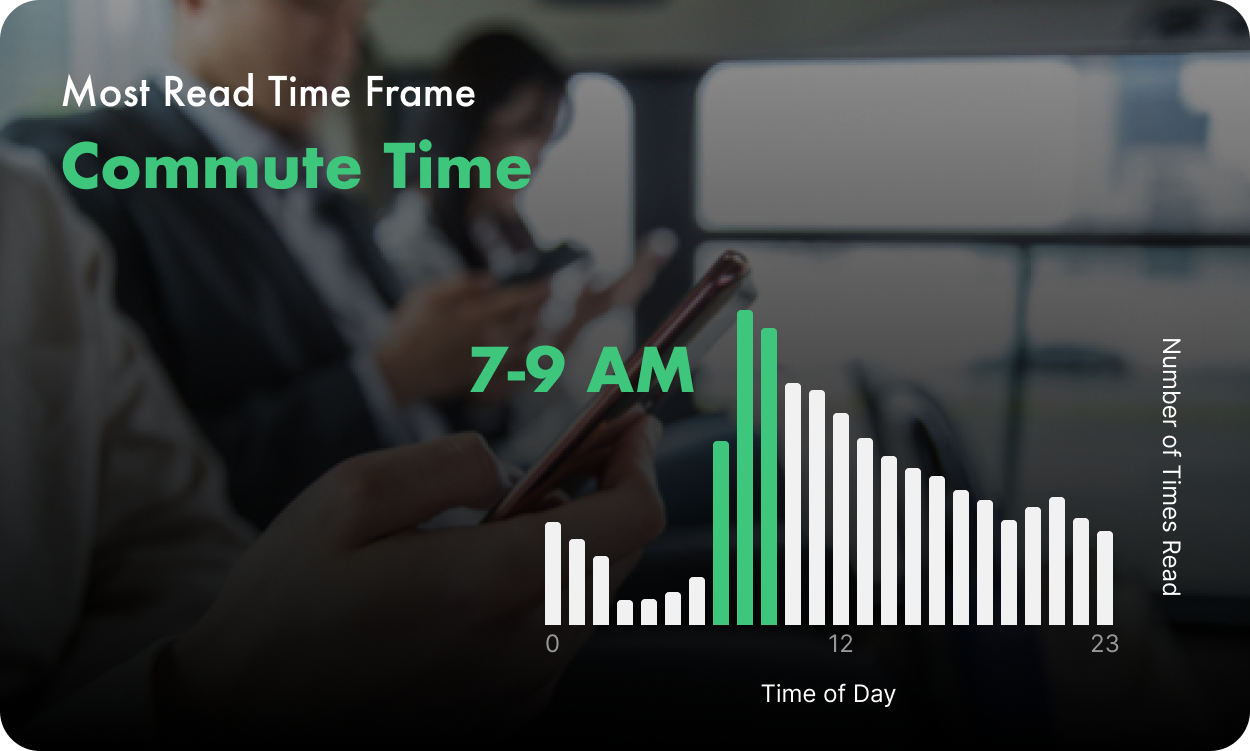 Most Read Time Frame
Commute Time
7-9 AM
Number of Times Read
0 12 23
Time of Day